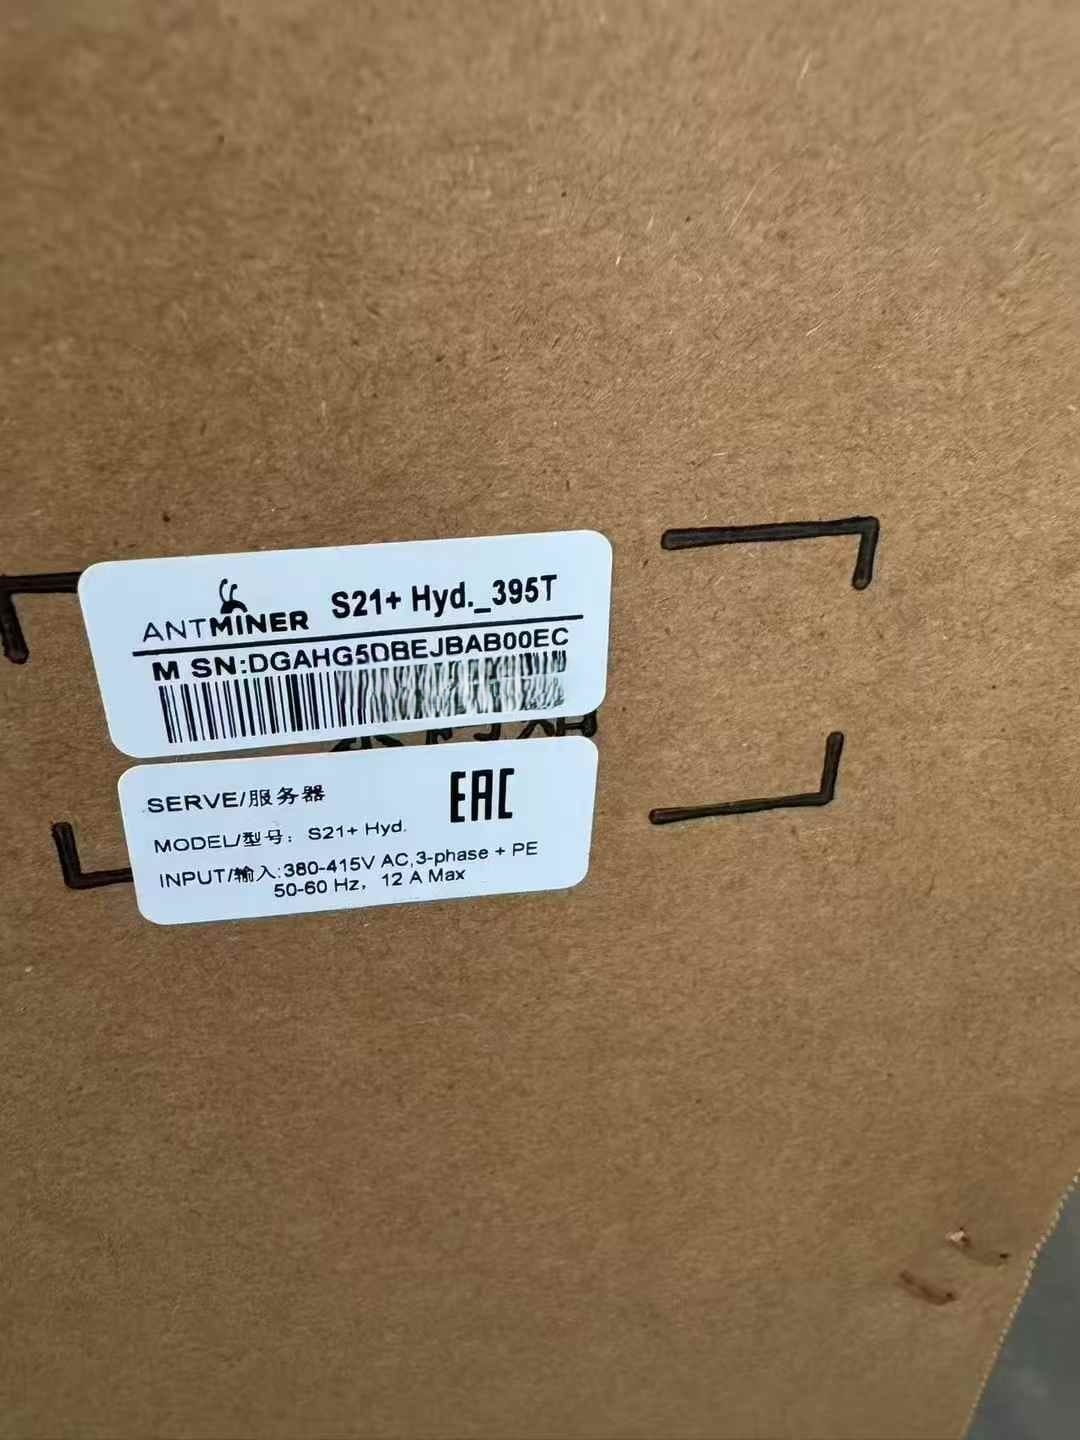 ANTMINER S21+ Hyd._395T
M SN:DGAHG5DBEJBAB00EC
SERVE/服务器
EAC
MODEL/型号：S21+ Hyd.
INPUT/输入:380-415V AC,3-phase + PE
50-60 Hz，12 A Max